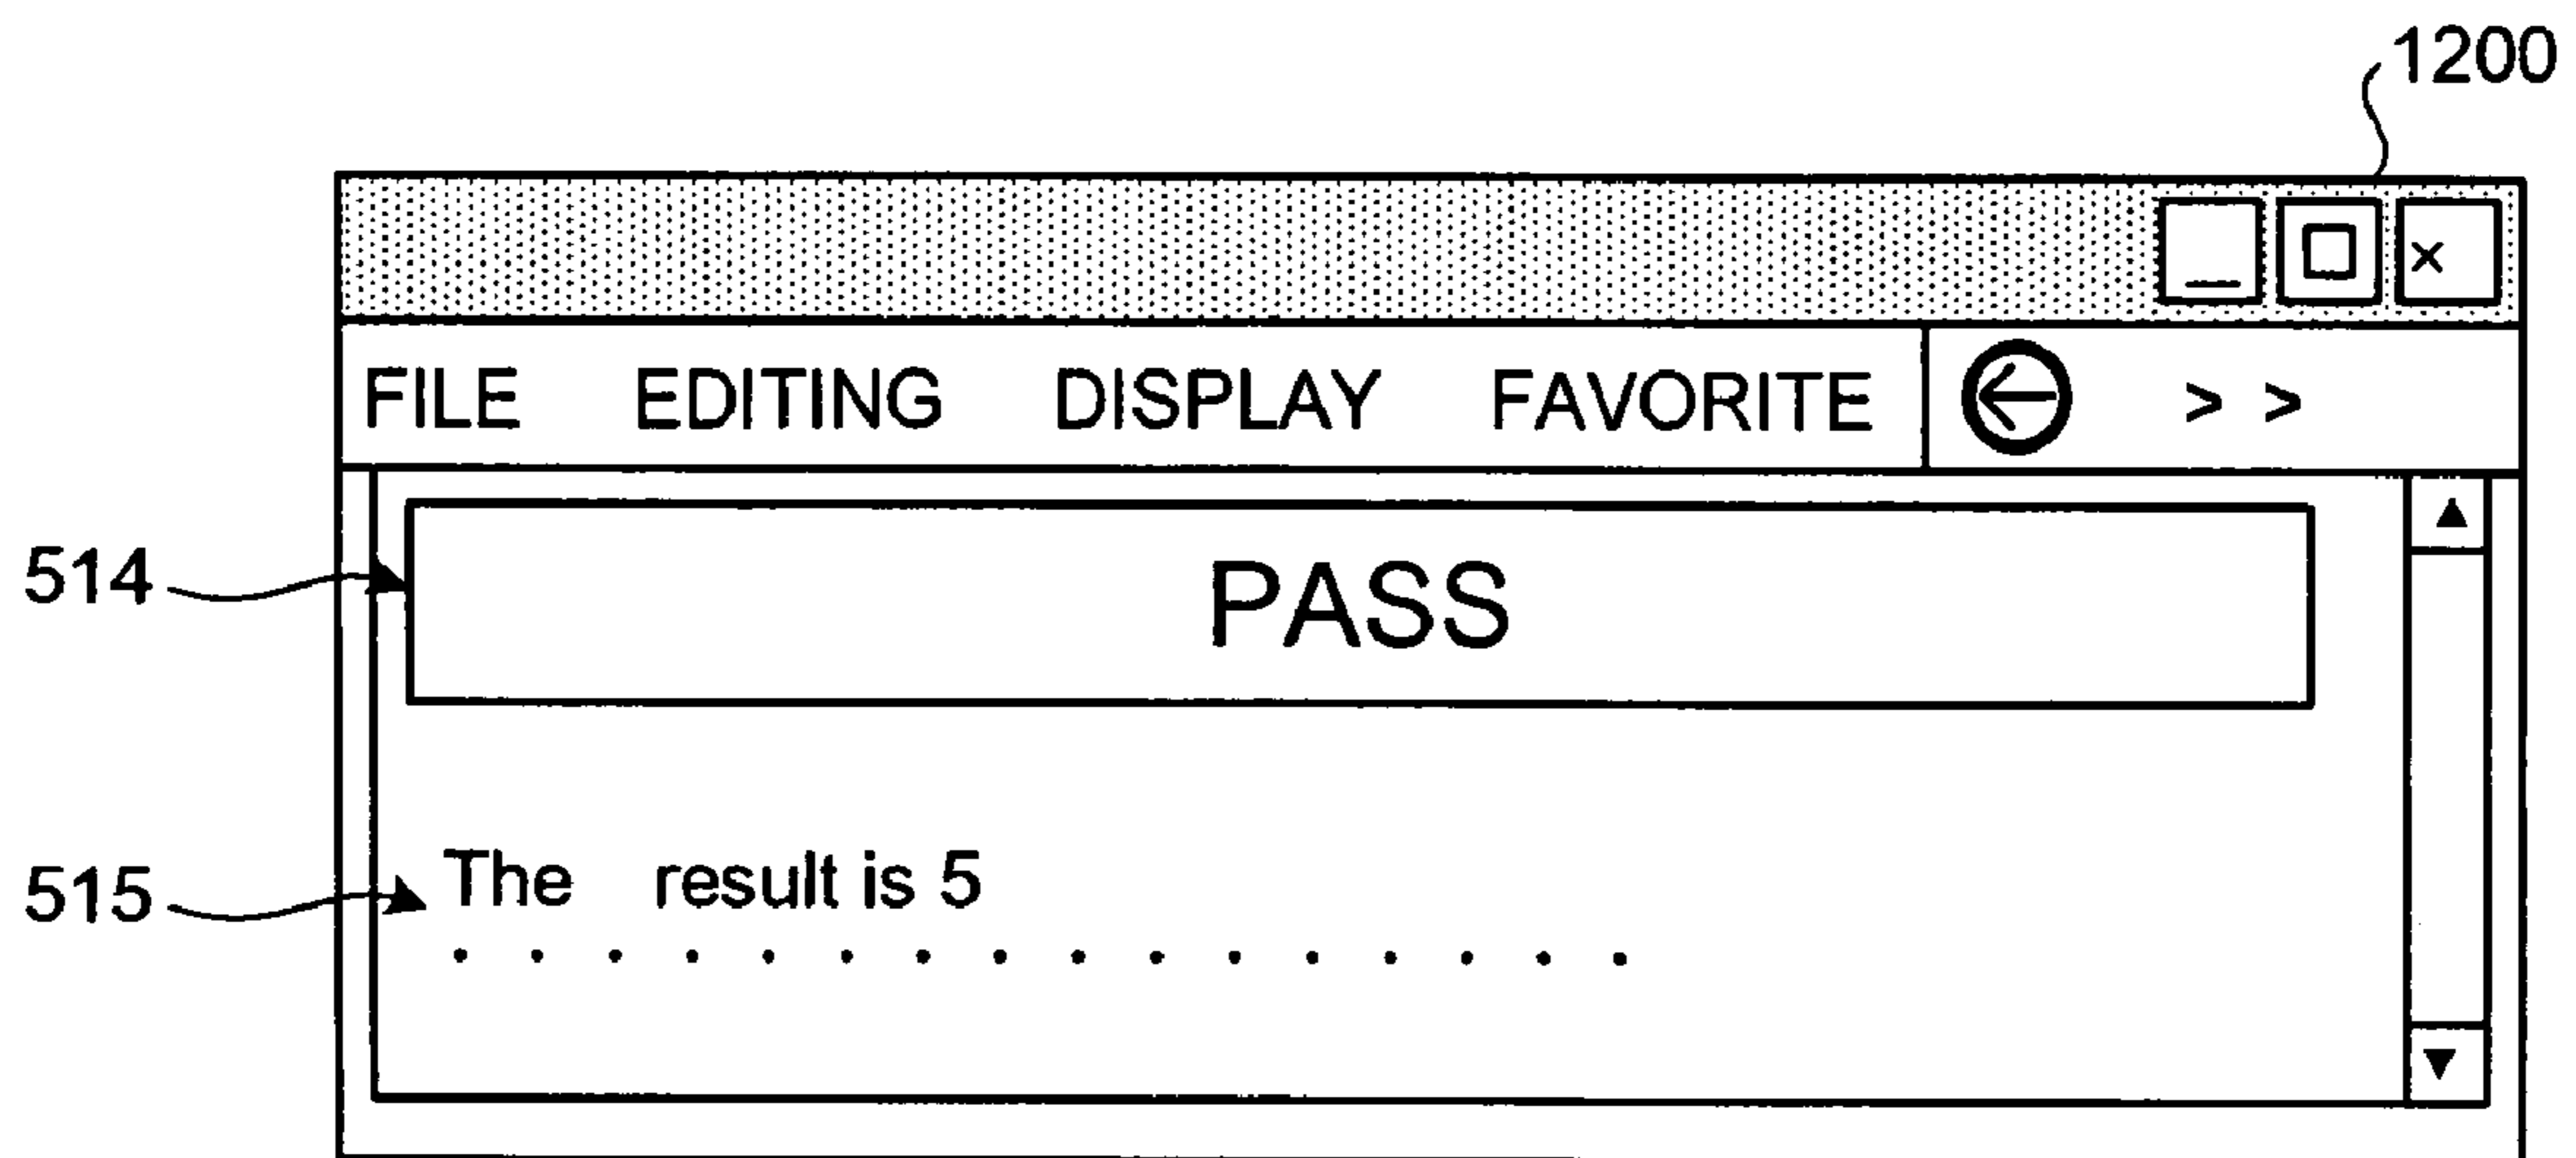 1200
FILE EDITING DISPLAY FAVORITE > >
514 PASS
515 The result is 5
. . . . . . . . . . . . . . . .